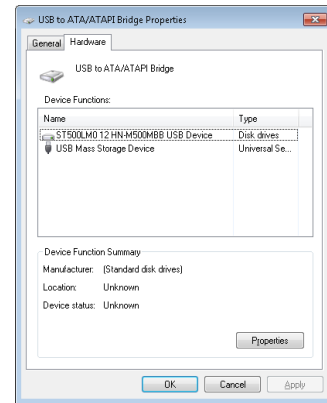 USB to ATA/ATAPI Bridge Properties
General Hardware
USB to ATA/ATAPI Bridge
Device Functions:
Name Type
ST500LM0 12 HN-M500MBB USB Device Disk drives
USB Mass Storage Device Universal Se...
Device Function Summary
Manufacturer: (Standard disk drives)
Location: Unknown
Device status: Unknown
Properties
OK Cancel Apply